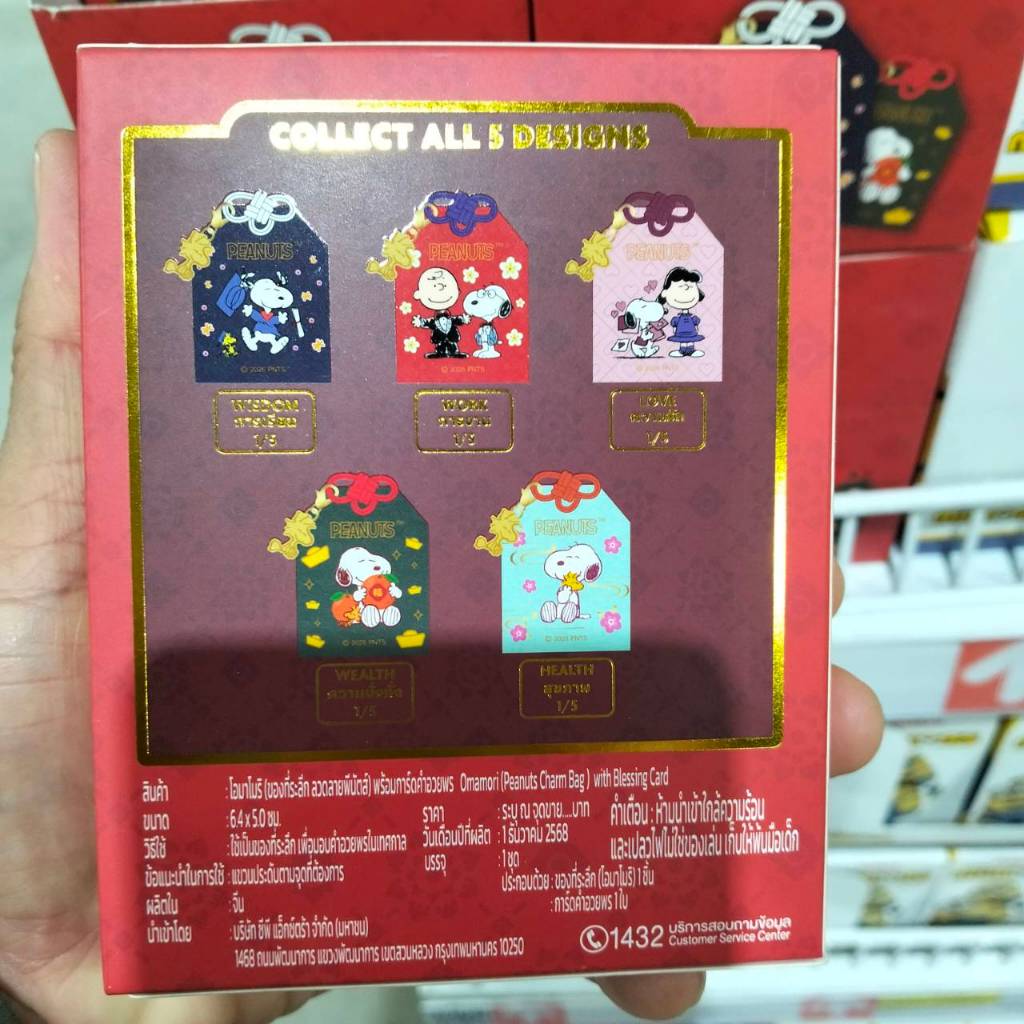 COLLECT ALL 5 DESIGNS
PEANUTS™
PEANUTS™
PEANUTS™
© 2025 PNTS
© 2025 PNTS
© 2025 PNTS
WISDOM
การเรียน
1/5
WORK
การงาน
1/5
LOVE
ความรัก
1/5
PEANUTS™
PEANUTS™
© 2025 PNTS
© 2025 PNTS
WEALTH
ความมั่งคั่ง
1/5
HEALTH
สุขภาพ
1/5
สินค้า : โอมาโมริ (ของที่ระลึก ลวดลายพีนัตส์) พร้อมการ์ดคำอวยพร Omamori (Peanuts Charm Bag ) with Blessing Card
ขนาด : 6.4 x 5.0 ซม.
วิธีใช้ : ใช้เป็นของที่ระลึก เพื่อมอบคำอวยพรในเทศกาล
ข้อแนะนำในการใช้ : แขวนประดับตามจุดที่ต้องการ
ผลิตใน : จีน
นำเข้าโดย : บริษัท ซีพี แอ็กซ์ตร้า จำกัด (มหาชน)
1468 ถนนพัฒนาการ แขวงพัฒนาการ เขตสวนหลวง กรุงเทพมหานคร 10250
ราคา : ระบุ ณ จุดขาย.....บาท
วันเดือนปีที่ผลิต : 1 ธันวาคม 2568
บรรจุ : 1 ชุด
ประกอบด้วย : ของที่ระลึก (โอมาโมริ) 1 ชิ้น
: การ์ดคำอวยพร 1 ใบ
คำเตือน : ห้ามนำเข้าใกล้ความร้อน
และเปลวไฟไม่ใช่ของเล่น เก็บให้พ้นมือเด็ก
1432 บริการสอบถามข้อมูล
Customer Service Center